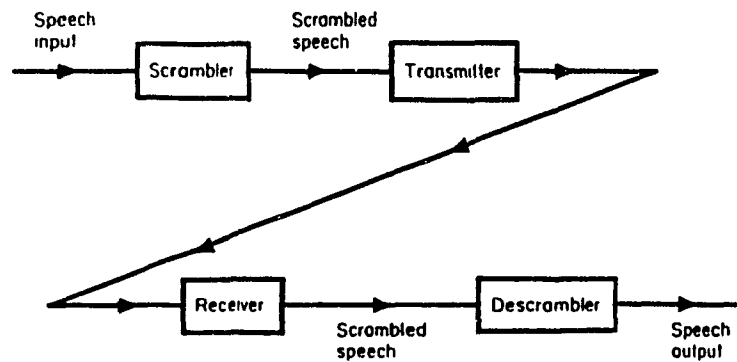 Speech
input
Scrambler
Scrambled
speech
Transmitter
Receiver
Scrambled
speech
Descrambler
Speech
output